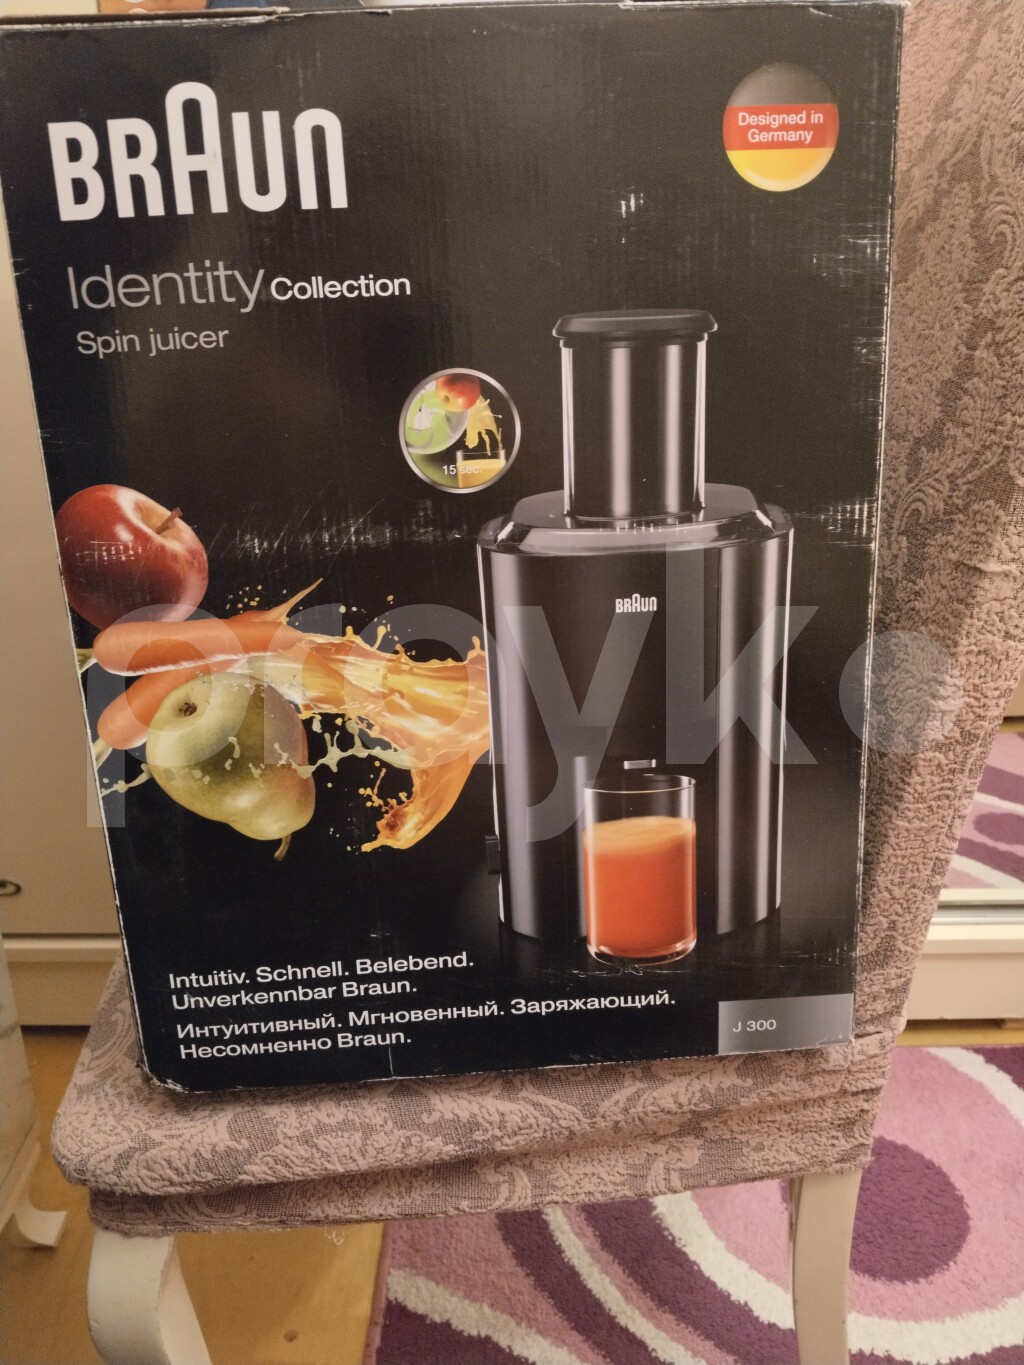 BRAUN
Designed in
Germany
Identity Collection
Spin juicer
15 sec.
BRAUN
Intuitiv. Schnell. Belebend.
Unverkennbar Braun.
Интуитивный. Мгновенный. Заряжающий.
Несомненно Braun.
J 300